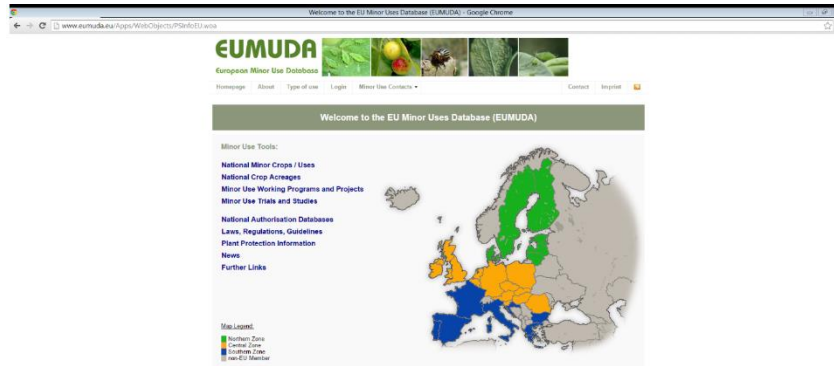 Welcome to the EU Minor Uses Database (EUMUDA) - Google Chrome
www.eumuda.eu/Apps/WebObjects/PSInfoEU.woa
EUMUDA
European Minor Use Database
Homepage About Type of use Login Minor Use Contacts Contact Imprint
Welcome to the EU Minor Uses Database (EUMUDA)
Minor Use Tools:
National Minor Crops / Uses
National Crop Acreages
Minor Use Working Programs and Projects
Minor Use Trials and Studies
National Authorisation Databases
Laws, Regulations, Guidelines
Plant Protection Information
News
Further Links
Map Legend:
Northern Zone
Central Zone
Southern Zone
non-EU Member